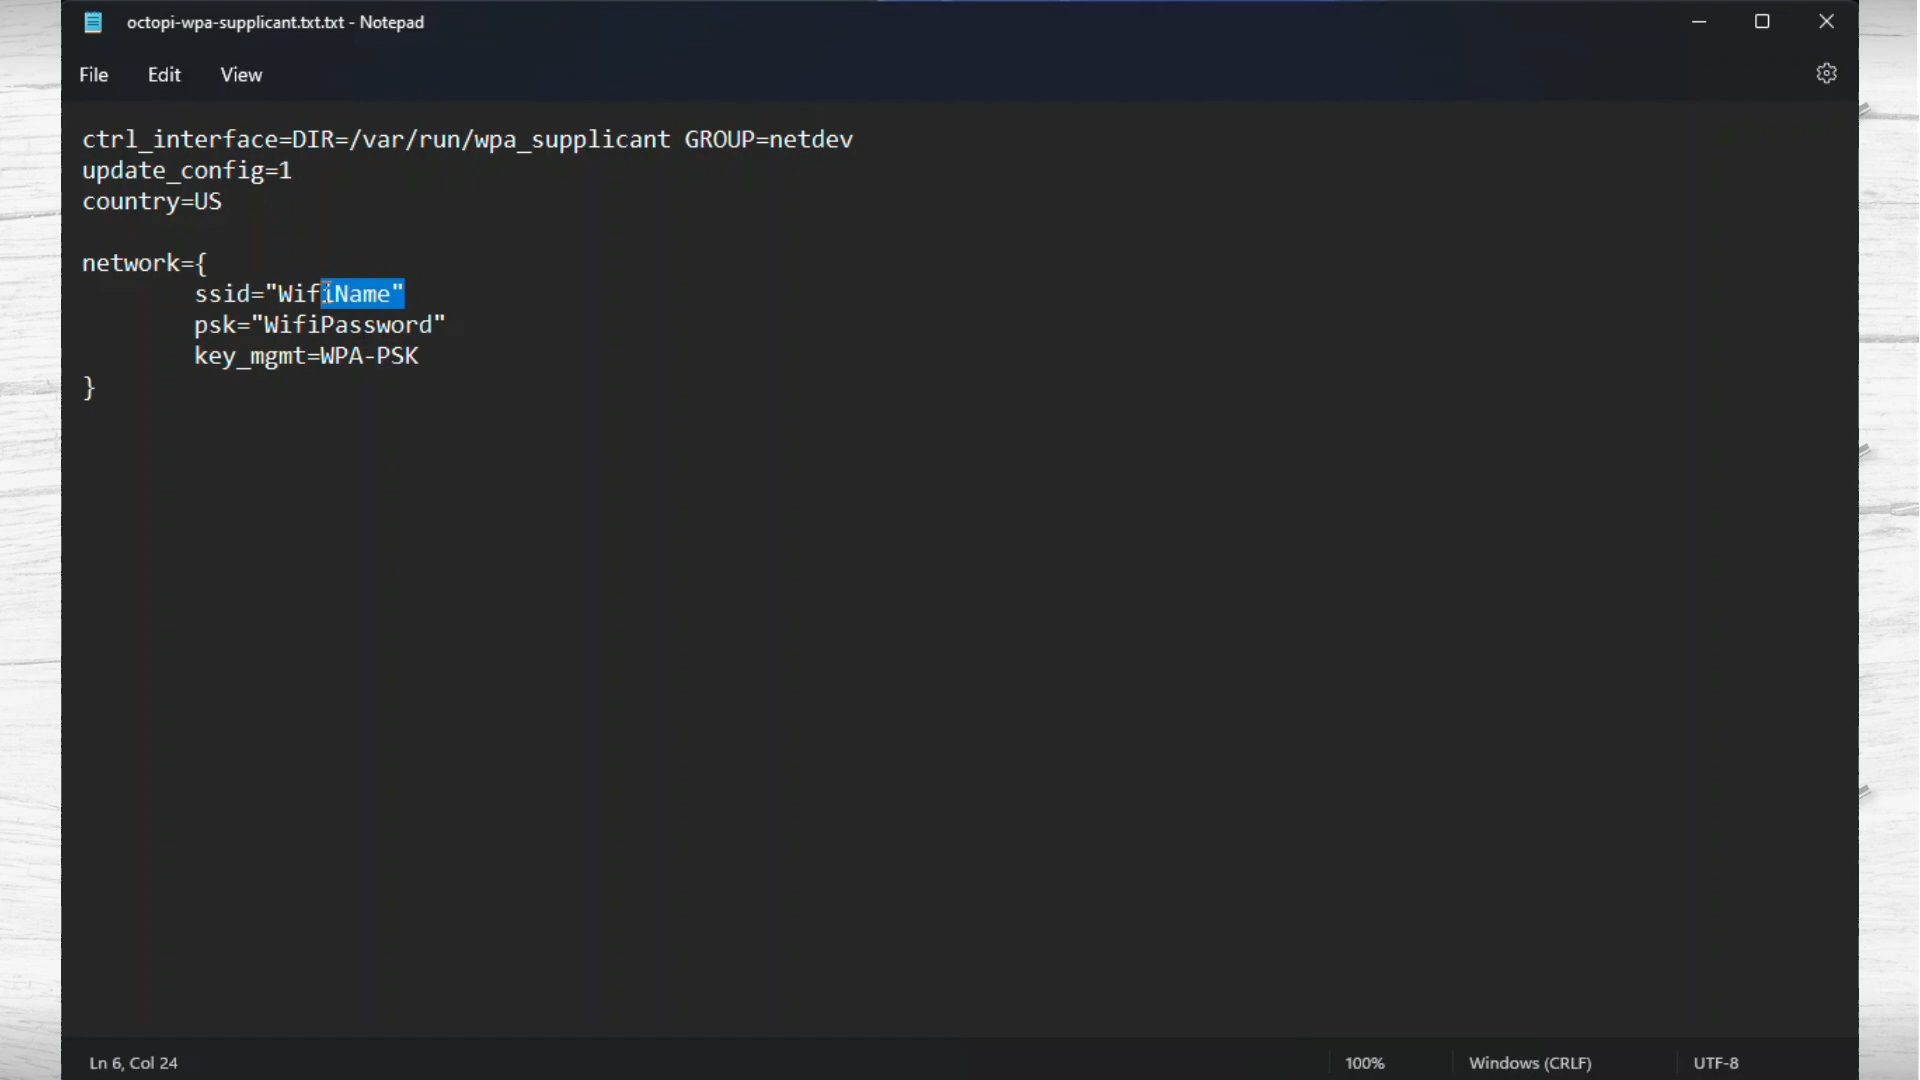 octopi-wpa-supplicant.txt.txt - Notepad
File Edit View
ctrl_interface=DIR=/var/run/wpa_supplicant GROUP=netdev
update_config=1
country=US
network={
ssid="WifiName"
psk="WifiPassword"
key_mgmt=WPA-PSK
}
Ln 6, Col 24 100% Windows (CRLF) UTF-8